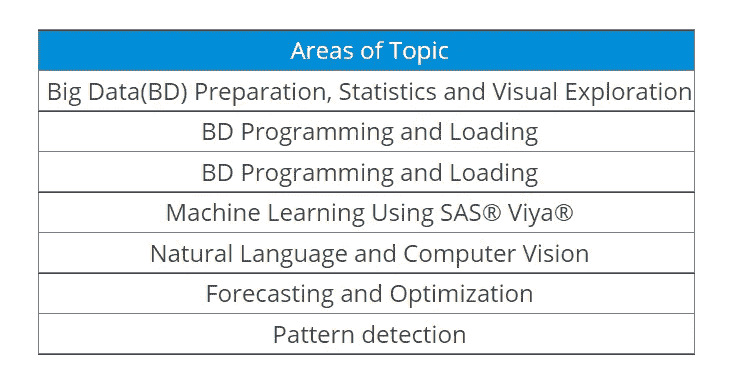 Areas of Topic
Big Data(BD) Preparation, Statistics and Visual Exploration
BD Programming and Loading
BD Programming and Loading
Machine Learning Using SAS® Viya®
Natural Language and Computer Vision
Forecasting and Optimization
Pattern detection